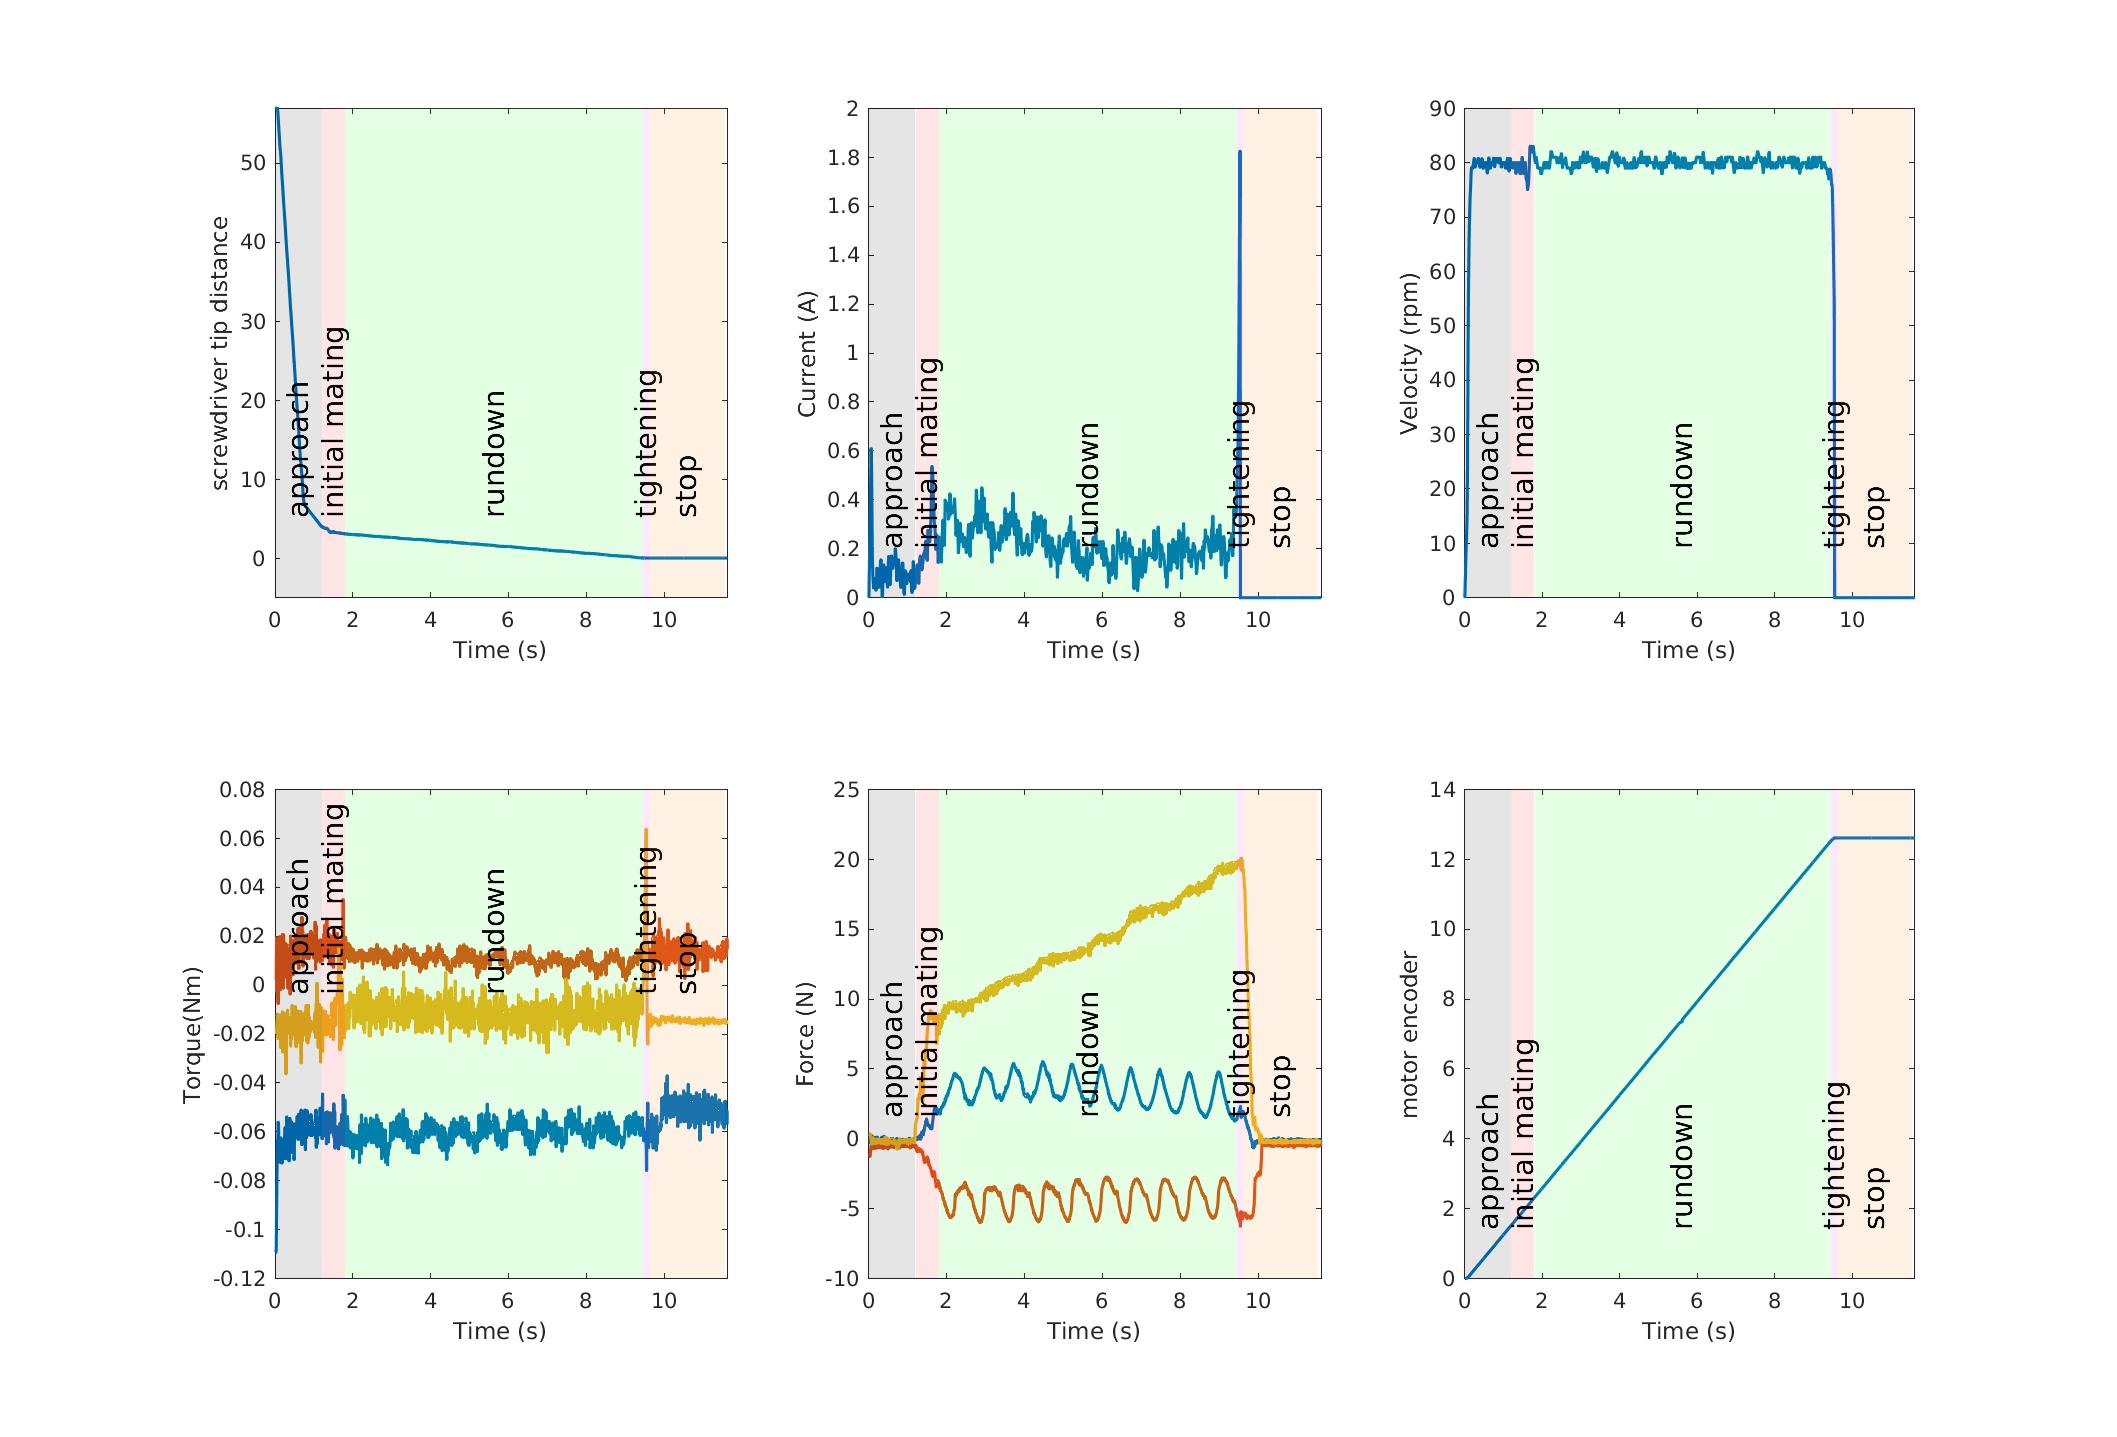 screwdriver tip distance
50
40
30
20
10
0
approach
initial mating
rundown
tightening
stop
0 2 4 6 8 10
Time (s)
Current (A)
2
1.8
1.6
1.4
1.2
1
0.8
0.6
0.4
0.2
0
approach
initial mating
rundown
tightening
stop
0 2 4 6 8 10
Time (s)
Velocity (rpm)
90
80
70
60
50
40
30
20
10
0
approach
initial mating
rundown
tightening
stop
0 2 4 6 8 10
Time (s)
Torque(Nm)
0.08
0.06
0.04
0.02
0
-0.02
-0.04
-0.06
-0.08
-0.1
-0.12
approach
initial mating
rundown
tightening
stop
0 2 4 6 8 10
Time (s)
Force (N)
25
20
15
10
5
0
-5
-10
approach
initial mating
rundown
tightening
stop
0 2 4 6 8 10
Time (s)
motor encoder
14
12
10
8
6
4
2
0
approach
initial mating
rundown
tightening
stop
0 2 4 6 8 10
Time (s)